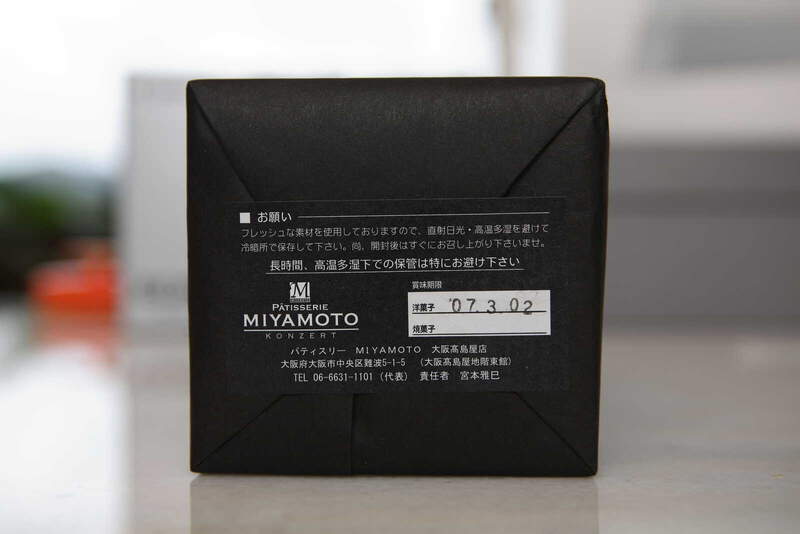 ■ お願い
フレッシュな素材を使用しておりますので、直射日光・高温多湿を避けて
冷暗所で保存して下さい。尚、開封後はすぐにお召し上がり下さいませ。
長時間、高温多湿下での保管は特にお避け下さい
賞味期限
M
洋菓子 '07.3.02
PÂTISSERIE
MIYAMOTO
焼菓子
KONZERT
パティスリー MIYAMOTO 大阪髙島屋店
大阪府大阪市中央区難波5-1-5 (大阪髙島屋地階東館)
TEL 06-6631-1101 (代表) 責任者 宮本雅巳